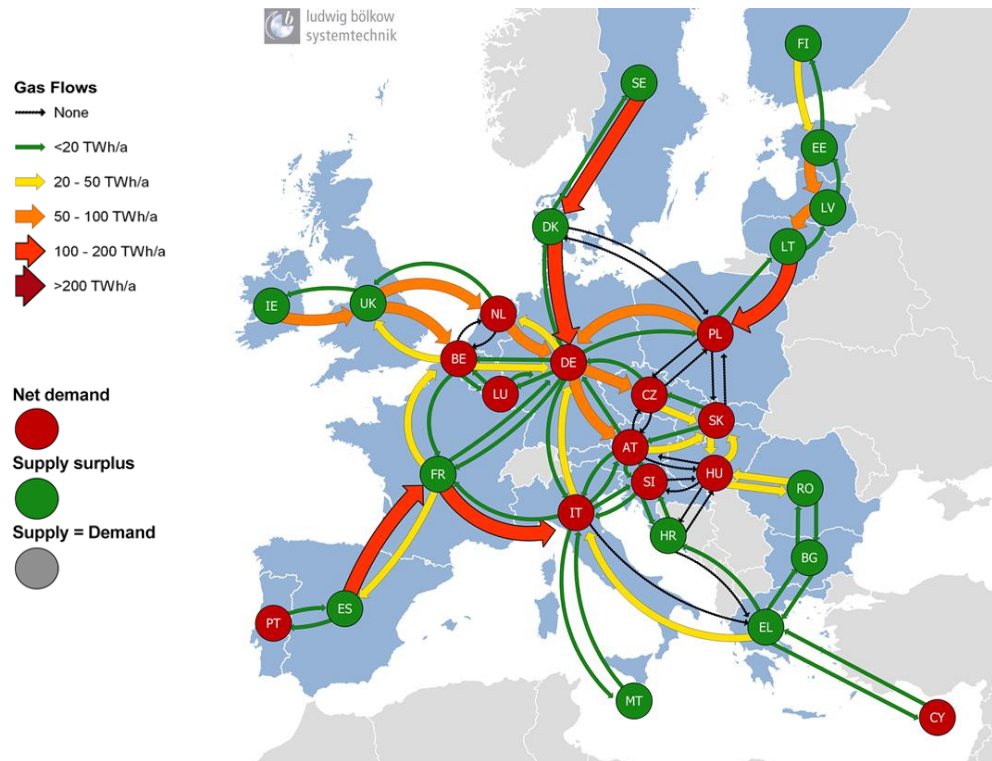 ludwig bölkow
systemtechnik
Gas Flows
None
<20 TWh/a
20 - 50 TWh/a
50 - 100 TWh/a
100 - 200 TWh/a
>200 TWh/a
Net demand
Supply surplus
Supply = Demand
FI
SE
EE
LV
DK
LT
IE
UK
NL
PL
BE
DE
LU
CZ
SK
AT
FR
HU
SI
RO
IT
HR
BG
ES
PT
EL
MT
CY